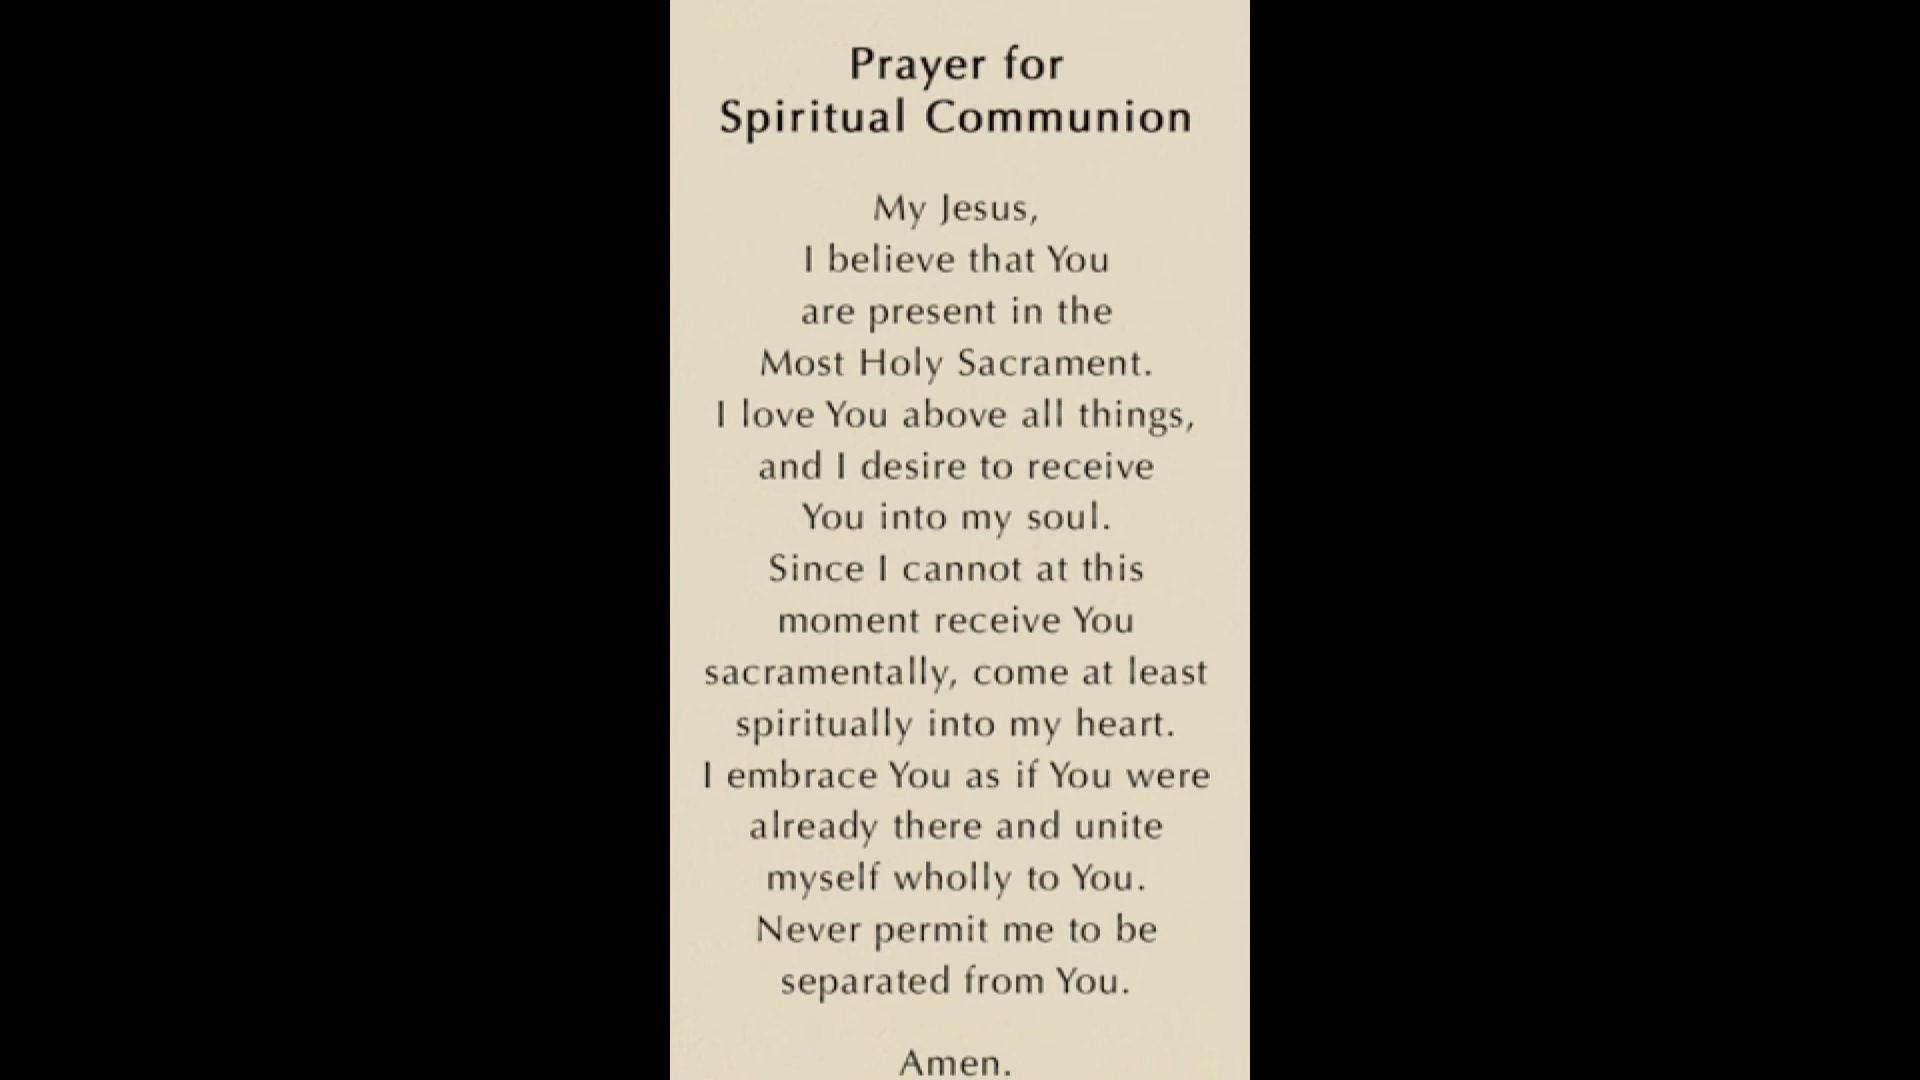 Prayer for
Spiritual Communion
My Jesus,
I believe that You
are present in the
Most Holy Sacrament.
I love You above all things,
and I desire to receive
You into my soul.
Since I cannot at this
moment receive You
sacramentally, come at least
spiritually into my heart.
I embrace You as if You were
already there and unite
myself wholly to You.
Never permit me to be
separated from You.
Amen.